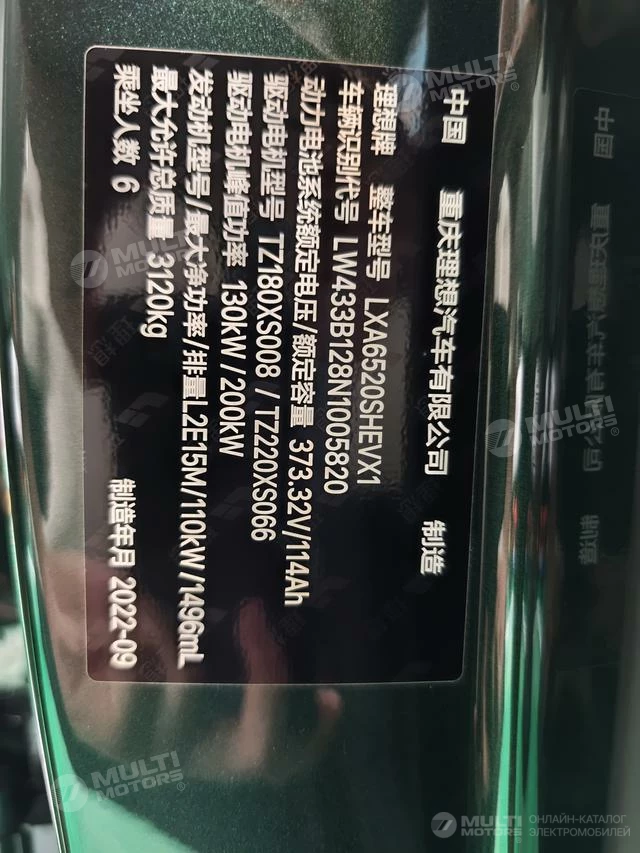 中国 重庆理想汽车有限公司 制造
理想牌 整车型号 LXA6520SHEVX1
车辆识别代号 LW433B128N1005820
动力电池系统额定电压/额定容量 373.32V/114Ah
驱动电机型号 TZ180XS008 / TZ220XS066
驱动电机峰值功率 130kW / 200kW
发动机型号/最大净功率/排量L2E15M/110kW/1496mL
最大允许总质量 3120kg
乘坐人数 6 制造年月 2022-09
MULTI MOTORS®
MULTI MOTORS®
MULTI MOTORS®
MULTI MOTORS®
MULTI MOTORS
ОНЛАЙН-КАТАЛОГ
ЭЛЕКТРОМОБИЛЕЙ